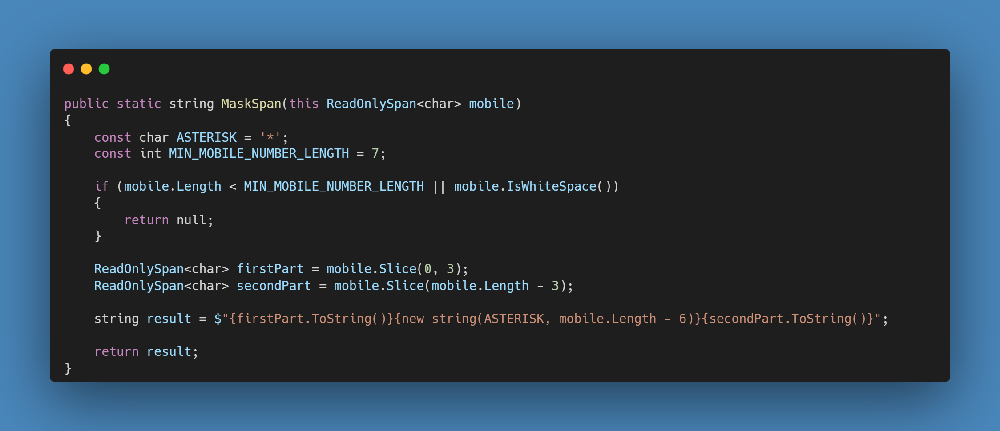 public static string MaskSpan(this ReadOnlySpan<char> mobile)
{
    const char ASTERISK = '*';
    const int MIN_MOBILE_NUMBER_LENGTH = 7;

    if (mobile.Length < MIN_MOBILE_NUMBER_LENGTH || mobile.IsWhiteSpace())
    {
        return null;
    }

    ReadOnlySpan<char> firstPart = mobile.Slice(0, 3);
    ReadOnlySpan<char> secondPart = mobile.Slice(mobile.Length - 3);

    string result = $"{firstPart.ToString()}{new string(ASTERISK, mobile.Length - 6)}{secondPart.ToString()}";

    return result;
}